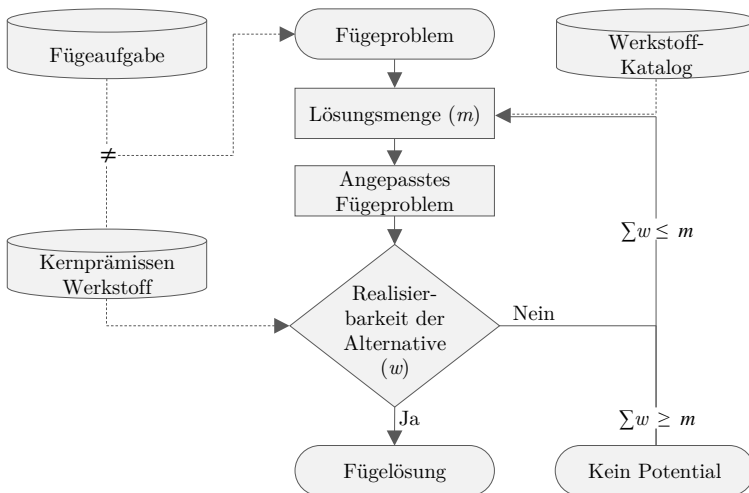 Fügeaufgabe
Fügeproblem
Werkstoff-
Katalog
Lösungsmenge (m)
≠
Angepasstes
Fügeproblem
∑w ≤ m
Kernprämissen
Werkstoff
Realisier-
barkeit der
Alternative
(w)
Nein
Ja
∑w ≥ m
Fügelösung
Kein Potential